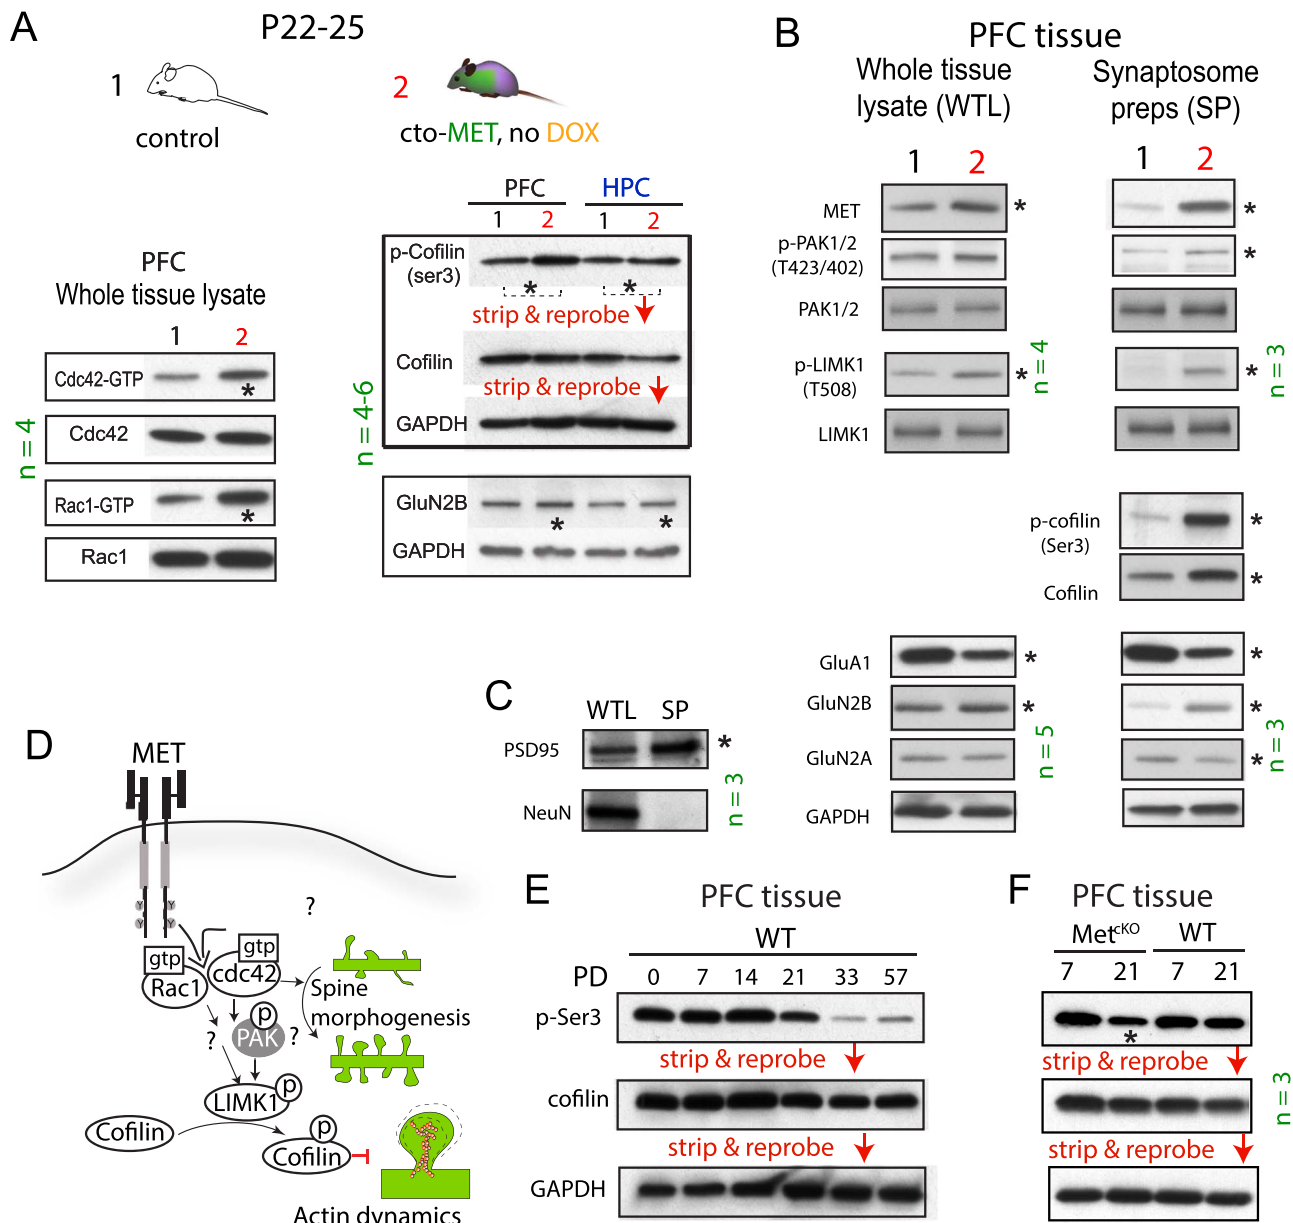 A
P22-25
1
control
2
cto-MET, no DOX
PFC
Whole tissue lysate
1 2
Cdc42-GTP
*
Cdc42
Rac1-GTP
*
Rac1
n = 4
PFC HPC
1 2 1 2
p-Cofilin
(ser3)
* *
strip & reprobe
Cofilin
strip & reprobe
GAPDH
n = 4-6
GluN2B
* *
GAPDH
B
PFC tissue
Whole tissue
lysate (WTL)
Synaptosome
preps (SP)
1 2 1 2
MET * *
p-PAK1/2
(T423/402)
*
PAK1/2
p-LIMK1
(T508)
* *
LIMK1
n = 4
n = 3
p-cofilin
(Ser3)
*
Cofilin *
GluA1 * *
GluN2B * *
GluN2A *
GAPDH
n = 5
n = 3
C
WTL SP
PSD95 *
NeuN
n = 3
D
MET
Y Y
Y Y
?
gtp gtp
Rac1 cdc42
Spine
morphogenesis
? p ?
PAK
LIMK1 p
Cofilin
p
Cofilin
Actin dynamics
E
PFC tissue
WT
PD 0 7 14 21 33 57
p-Ser3
strip & reprobe
cofilin
strip & reprobe
GAPDH
F
PFC tissue
MetcKO WT
7 21 7 21
*
strip & reprobe
strip & reprobe
n = 3